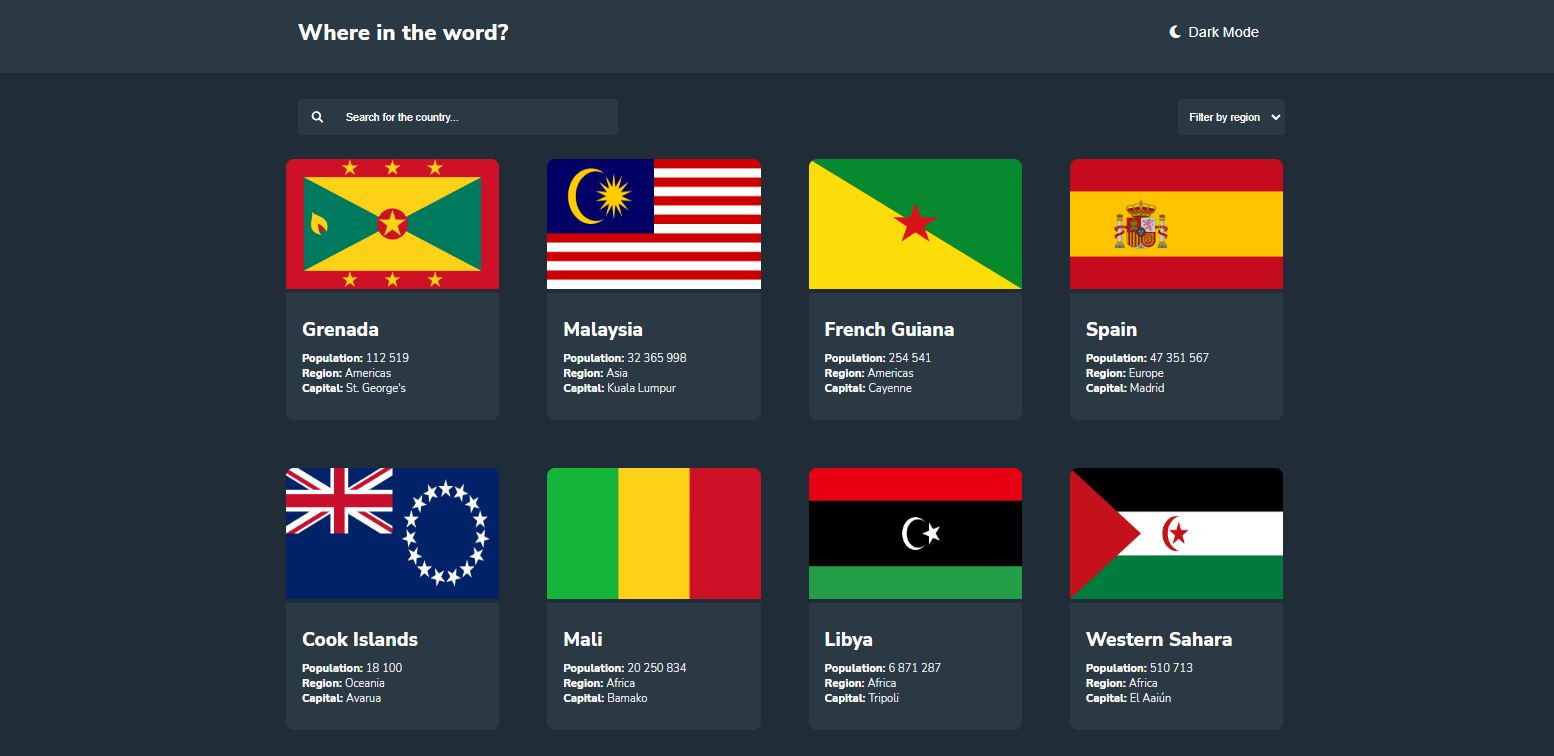 Where in the word?
Dark Mode
Search for the country...
Filter by region
Grenada
Population: 112 519
Region: Americas
Capital: St. George's
Malaysia
Population: 32 365 998
Region: Asia
Capital: Kuala Lumpur
French Guiana
Population: 254 541
Region: Americas
Capital: Cayenne
Spain
Population: 47 351 567
Region: Europe
Capital: Madrid
Cook Islands
Population: 18 100
Region: Oceania
Capital: Avarua
Mali
Population: 20 250 834
Region: Africa
Capital: Bamako
Libya
Population: 6 871 287
Region: Africa
Capital: Tripoli
Western Sahara
Population: 510 713
Region: Africa
Capital: El Aaiún